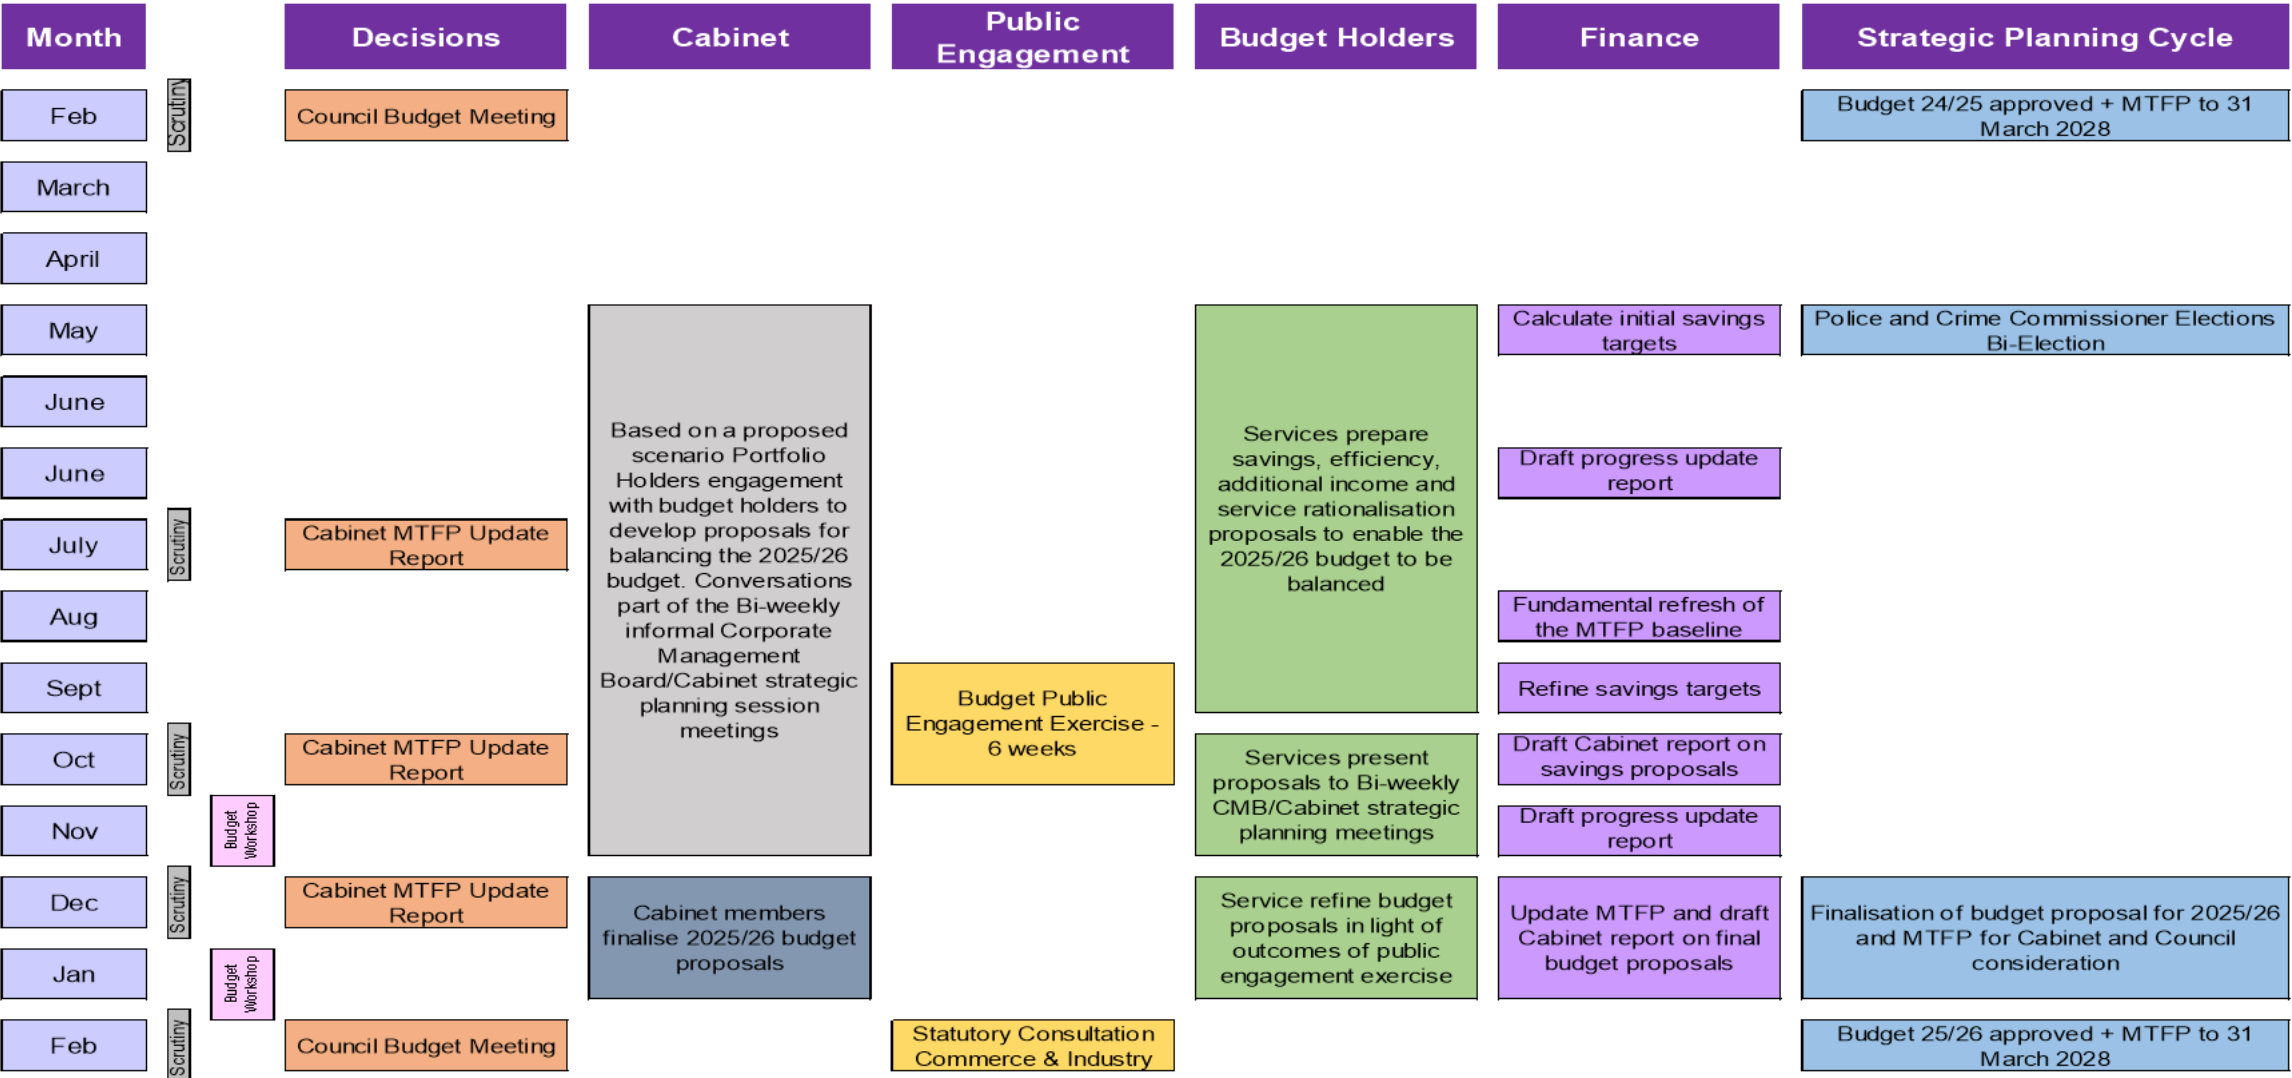 Month
Decisions
Cabinet
Public
Engagement
Budget Holders
Finance
Strategic Planning Cycle
Feb
Scrutiny
Council Budget Meeting
Budget 24/25 approved + MTFP to 31
March 2028
March
April
May
Calculate initial savings
targets
Police and Crime Commissioner Elections
Bi-Election
June
Based on a proposed
scenario Portfolio
Holders engagement
with budget holders to
develop proposals for
balancing the 2025/26
budget. Conversations
part of the Bi-weekly
informal Corporate
Management
Board/Cabinet strategic
planning session
meetings
Services prepare
savings, efficiency,
additional income and
service rationalisation
proposals to enable the
2025/26 budget to be
balanced
June
Draft progress update
report
July
Scrutiny
Cabinet MTFP Update
Report
Aug
Fundamental refresh of
the MTFP baseline
Sept
Budget Public
Engagement Exercise -
6 weeks
Refine savings targets
Oct
Scrutiny
Cabinet MTFP Update
Report
Services present
proposals to Bi-weekly
CMB/Cabinet strategic
planning meetings
Draft Cabinet report on
savings proposals
Nov
Budget
Workshop
Draft progress update
report
Dec
Scrutiny
Cabinet MTFP Update
Report
Cabinet members
finalise 2025/26 budget
proposals
Service refine budget
proposals in light of
outcomes of public
engagement exercise
Update MTFP and draft
Cabinet report on final
budget proposals
Finalisation of budget proposal for 2025/26
and MTFP for Cabinet and Council
consideration
Jan
Budget
Workshop
Feb
Scrutiny
Council Budget Meeting
Statutory Consultation
Commerce & Industry
Budget 25/26 approved + MTFP to 31
March 2028